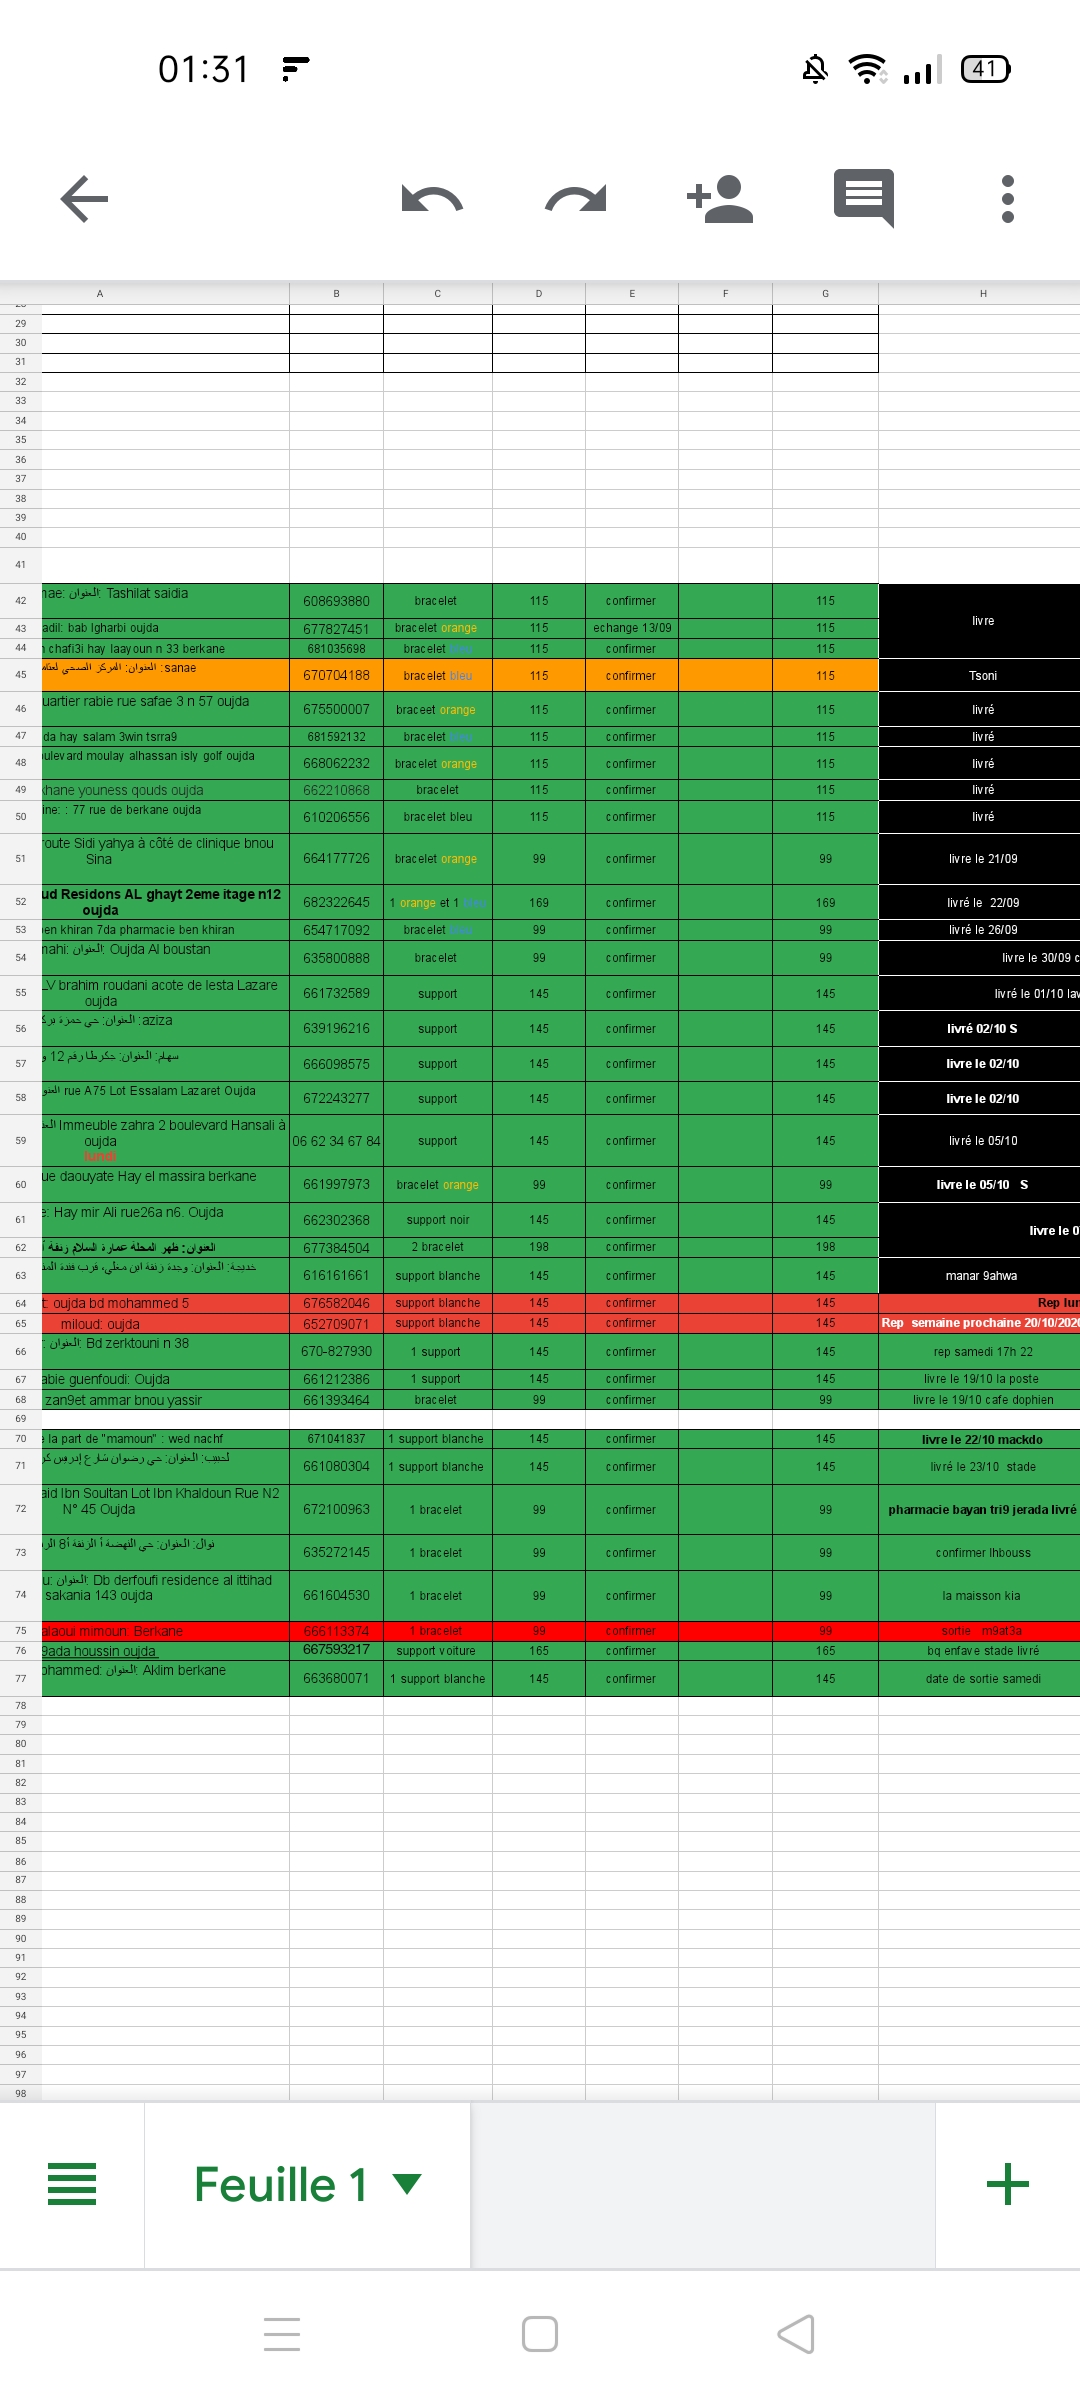 01:31
41
A B C D E F G H
29
30
31
32
33
34
35
36
37
38
39
40
41
42 nae: العنوان: Tashilat saidia 608693880 bracelet 115 confirmer 115
livre
43 adil: bab lgharbi oujda 677827451 bracelet orange 115 echange 13/09 115
44 chafi3i hay laayoun n 33 berkane 681035698 bracelet bleu 115 confirmer 115
45 sanae: العنوان: المركز الصحي 670704188 bracelet bleu 115 confirmer 115 Tsoni
46 uartier rabie rue safae 3 n 57 oujda 675500007 braceet orange 115 confirmer 115 livré
47 da hay salam 3win tsrra9 681592132 bracelet bleu 115 confirmer 115 livré
48 oulevard moulay alhassan isly golf oujda 668062232 bracelet orange 115 confirmer 115 livré
49 khane youness qouds oujda 662210868 bracelet 115 confirmer 115 livré
50 ine: : 77 rue de berkane oujda 610206556 bracelet bleu 115 confirmer 115 livré
51 route Sidi yahya à côté de clinique bnou
Sina 664177726 bracelet orange 99 confirmer 99 livre le 21/09
52 ud Residons AL ghayt 2eme itage n12
oujda 682322645 1 orange et 1 bleu 169 confirmer 169 livré le 22/09
53 ben khiran 7da pharmacie ben khiran 654717092 bracelet bleu 99 confirmer 99 livré le 26/09
54 mahi: العنوان: Oujda Al boustan 635800888 bracelet 99 confirmer 99 livre le 30/09 c
55 LV brahim roudani acote de lesta Lazare
oujda 661732589 support 145 confirmer 145 livré le 01/10 lav
56 aziza: العنوان: حي حمزة 639196216 support 145 confirmer 145 livré 02/10 S
57 سهام: العنوان: جكرطا رقم 12 و 666098575 support 145 confirmer 145 livre le 02/10
58 rue A75 Lot Essalam Lazaret Oujda 672243277 support 145 confirmer 145 livre le 02/10
59 Immeuble zahra 2 boulevard Hansali à
oujda
lundi 06 62 34 67 84 support 145 confirmer 145 livré le 05/10
60 ue daouyate Hay el massira berkane 661997973 bracelet orange 99 confirmer 99 livre le 05/10 S
61 e: Hay mir Ali rue26a n6. Oujda 662302368 support noir 145 confirmer 145
livre le 0
62 العنوان: ظهر المحلة عمارة السلام زنقة أ 677384504 2 bracelet 198 confirmer 198
63 خديجة: العنوان: وجدة زنقة ابن مغلي، قرب 616161661 support blanche 145 confirmer 145 manar 9ahwa
64 t: oujda bd mohammed 5 676582046 support blanche 145 confirmer 145 Rep lun
65 miloud: oujda 652709071 support blanche 145 confirmer 145 Rep semaine prochaine 20/10/2020
66 : العنوان: Bd zerktouni n 38 670-827930 1 support 145 confirmer 145 rep samedi 17h 22
67 abie guenfoudi: Oujda 661212386 1 support 145 confirmer 145 livre le 19/10 la poste
68 zan9et ammar bnou yassir 661393464 bracelet 99 confirmer 99 livre le 19/10 cafe dophien
69
70 e la part de "mamoun" : wed nachf 671041837 1 support blanche 145 confirmer 145 livre le 22/10 mackdo
71 لحبيب: العنوان: حي رضوان شارع إدريس 661080304 1 support blanche 145 confirmer 145 livré le 23/10 stade
72 aid Ibn Soultan Lot Ibn Khaldoun Rue N2
N° 45 Oujda 672100963 1 bracelet 99 confirmer 99 pharmacie bayan tri9 jerada livré
73 نوال: العنوان: حي النهضة أ الزنقة أ8 635272145 1 bracelet 99 confirmer 99 confirmer lhbouss
74 u: العنوان: Db derfoufi residence al ittihad
sakania 143 oujda 661604530 1 bracelet 99 confirmer 99 la maisson kia
75 alaoui mimoun: Berkane 666113374 1 bracelet 99 confirmer 99 sortie m9at3a
76 9ada houssin oujda 667593217 support voiture 165 confirmer 165 bq enfave stade livré
77 ohammed: العنوان: Aklim berkane 663680071 1 support blanche 145 confirmer 145 date de sortie samedi
78
79
80
81
82
83
84
85
86
87
88
89
90
91
92
93
94
95
96
97
98
Feuille 1